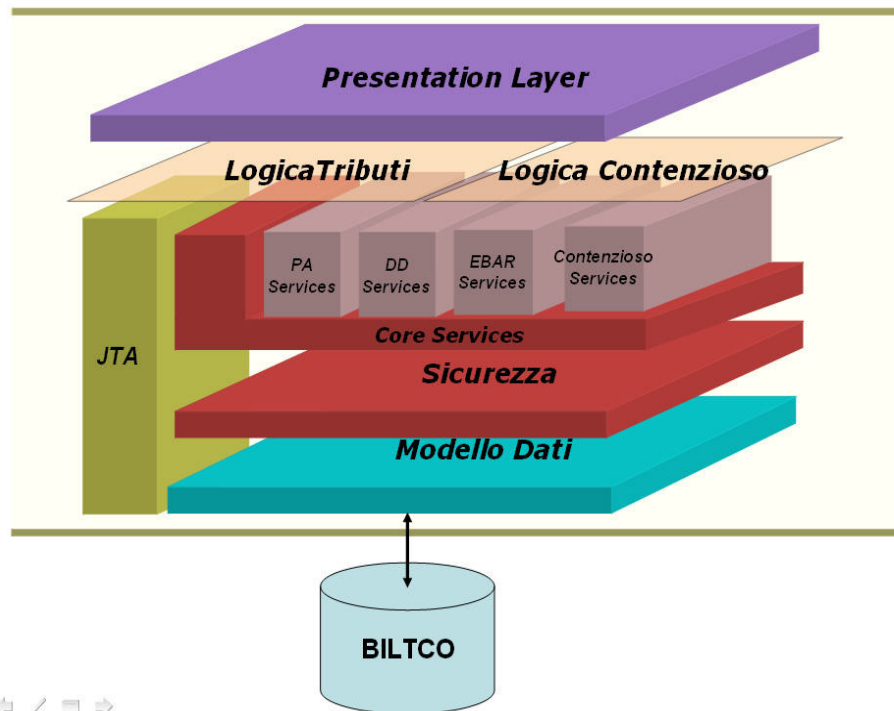 Presentation Layer
LogicaTributi
Logica Contenzioso
PA
Services
DD
Services
EBAR
Services
Contenzioso
Services
Core Services
JTA
Sicurezza
Modello Dati
BILTCO